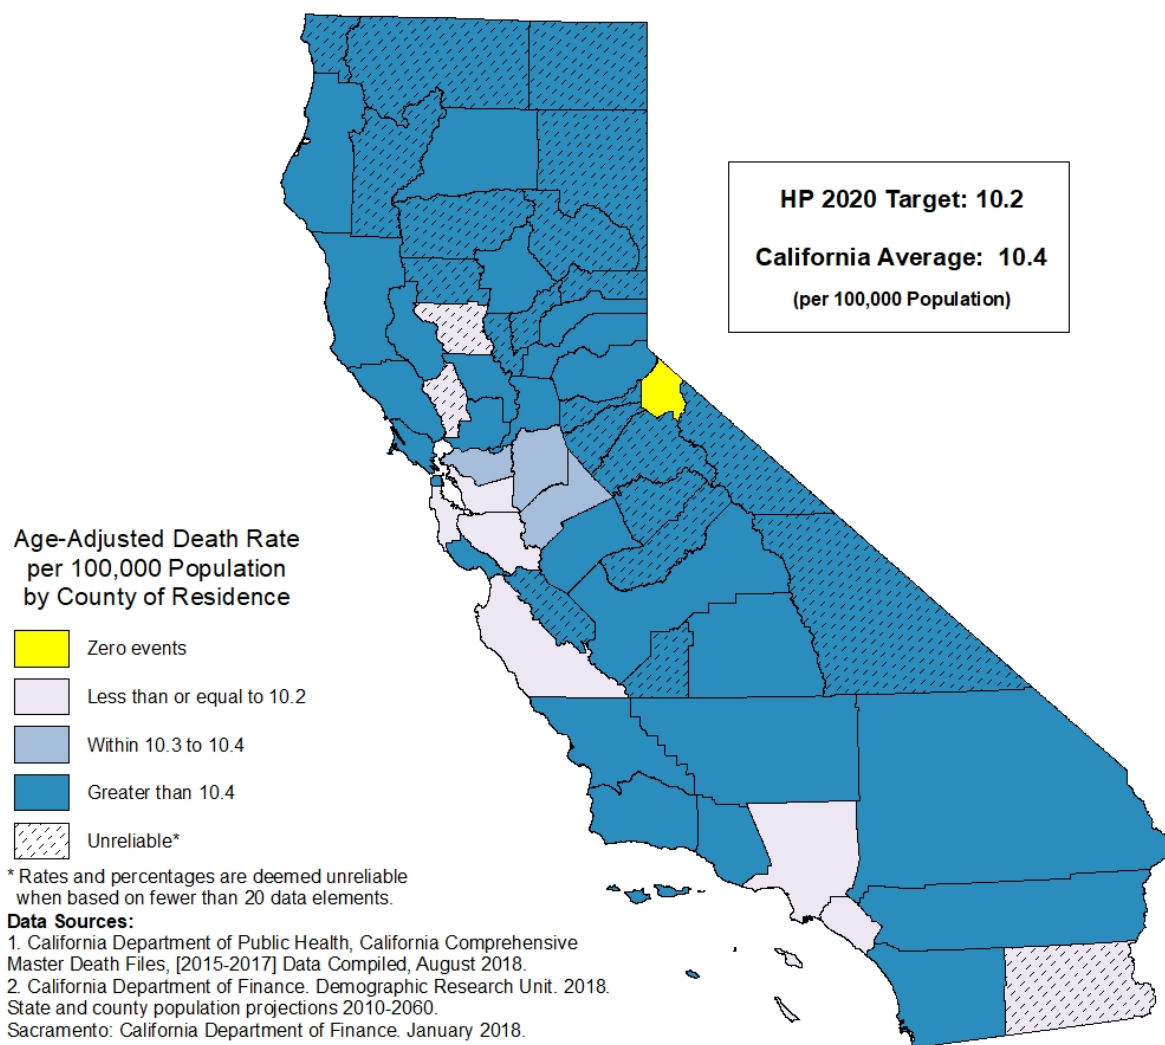 HP 2020 Target: 10.2
California Average: 10.4
(per 100,000 Population)
Age-Adjusted Death Rate
per 100,000 Population
by County of Residence
Zero events
Less than or equal to 10.2
Within 10.3 to 10.4
Greater than 10.4
Unreliable*
* Rates and percentages are deemed unreliable
when based on fewer than 20 data elements.
Data Sources:
1. California Department of Public Health, California Comprehensive
Master Death Files, [2015-2017] Data Compiled, August 2018.
2. California Department of Finance. Demographic Research Unit. 2018.
State and county population projections 2010-2060.
Sacramento: California Department of Finance. January 2018.